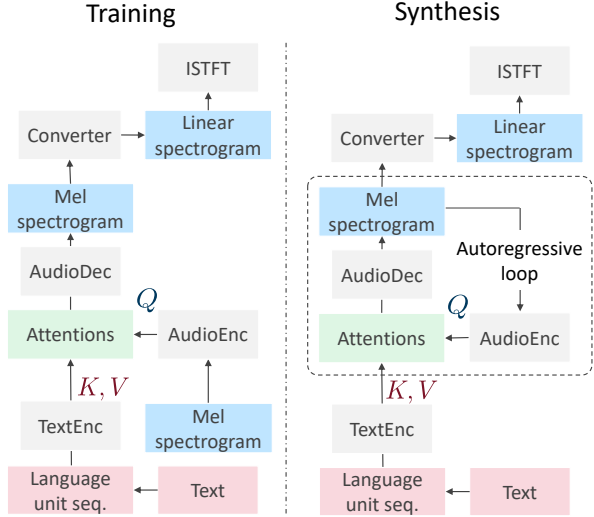 Training
ISTFT
Converter
Linear
spectrogram
Mel
spectrogram
AudioDec
Q
Attentions
AudioEnc
K, V
TextEnc
Mel
spectrogram
Language
unit seq.
Text
Synthesis
ISTFT
Converter
Linear
spectrogram
Mel
spectrogram
Autoregressive
loop
AudioDec
Q
Attentions
AudioEnc
K, V
TextEnc
Language
unit seq.
Text